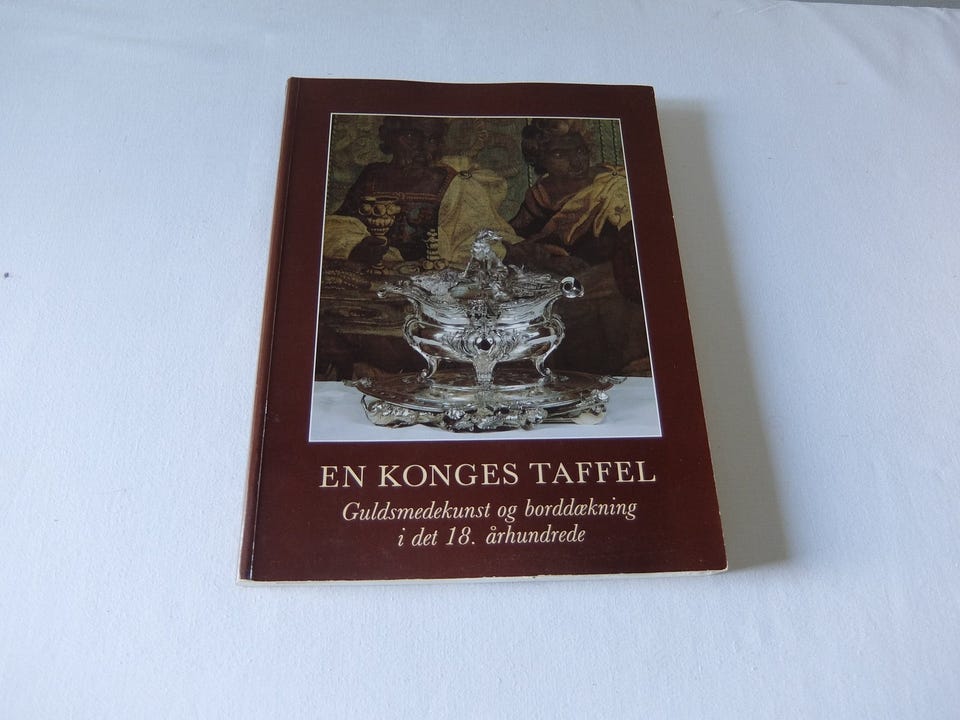 EN KONGES TAFFEL
Guldsmedekunst og borddækning
i det 18. århundrede